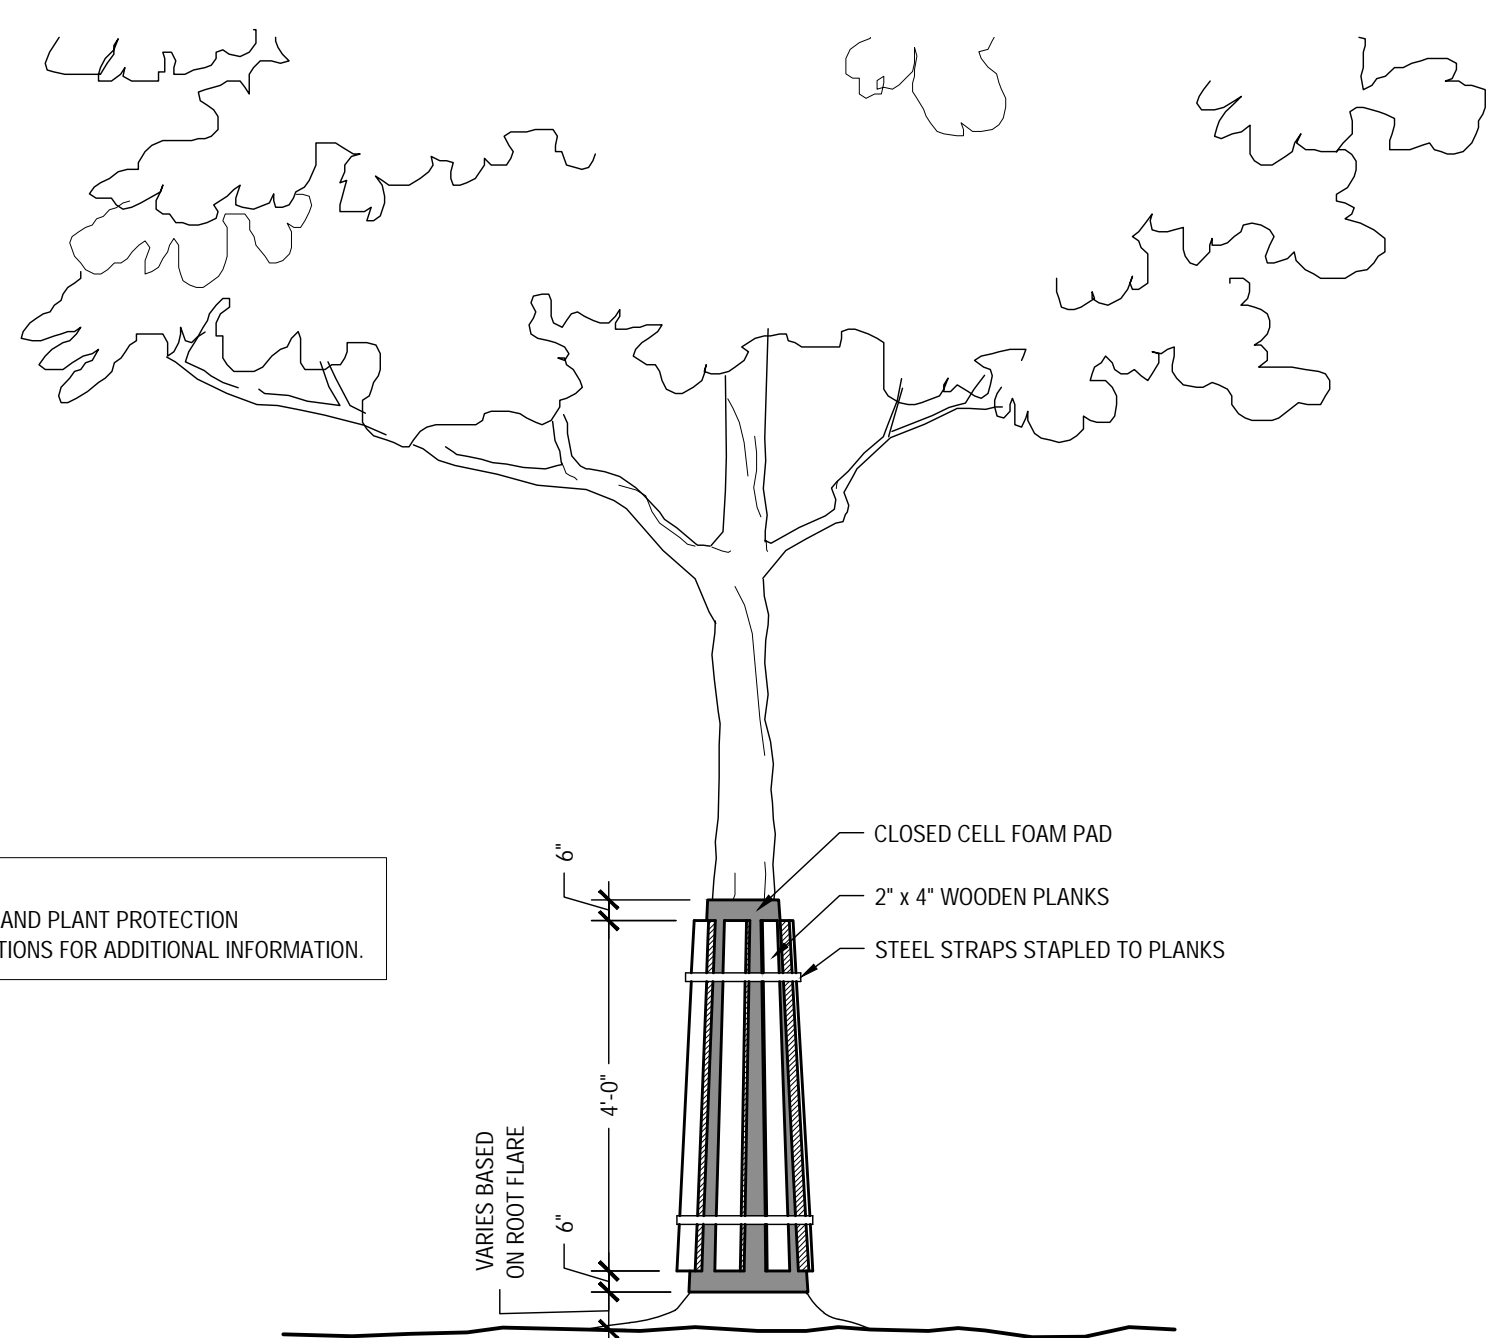 6"
CLOSED CELL FOAM PAD
2" x 4" WOODEN PLANKS
STEEL STRAPS STAPLED TO PLANKS
AND PLANT PROTECTION
TIONS FOR ADDITIONAL INFORMATION.
4'-0"
VARIES BASED
ON ROOT FLARE
6"